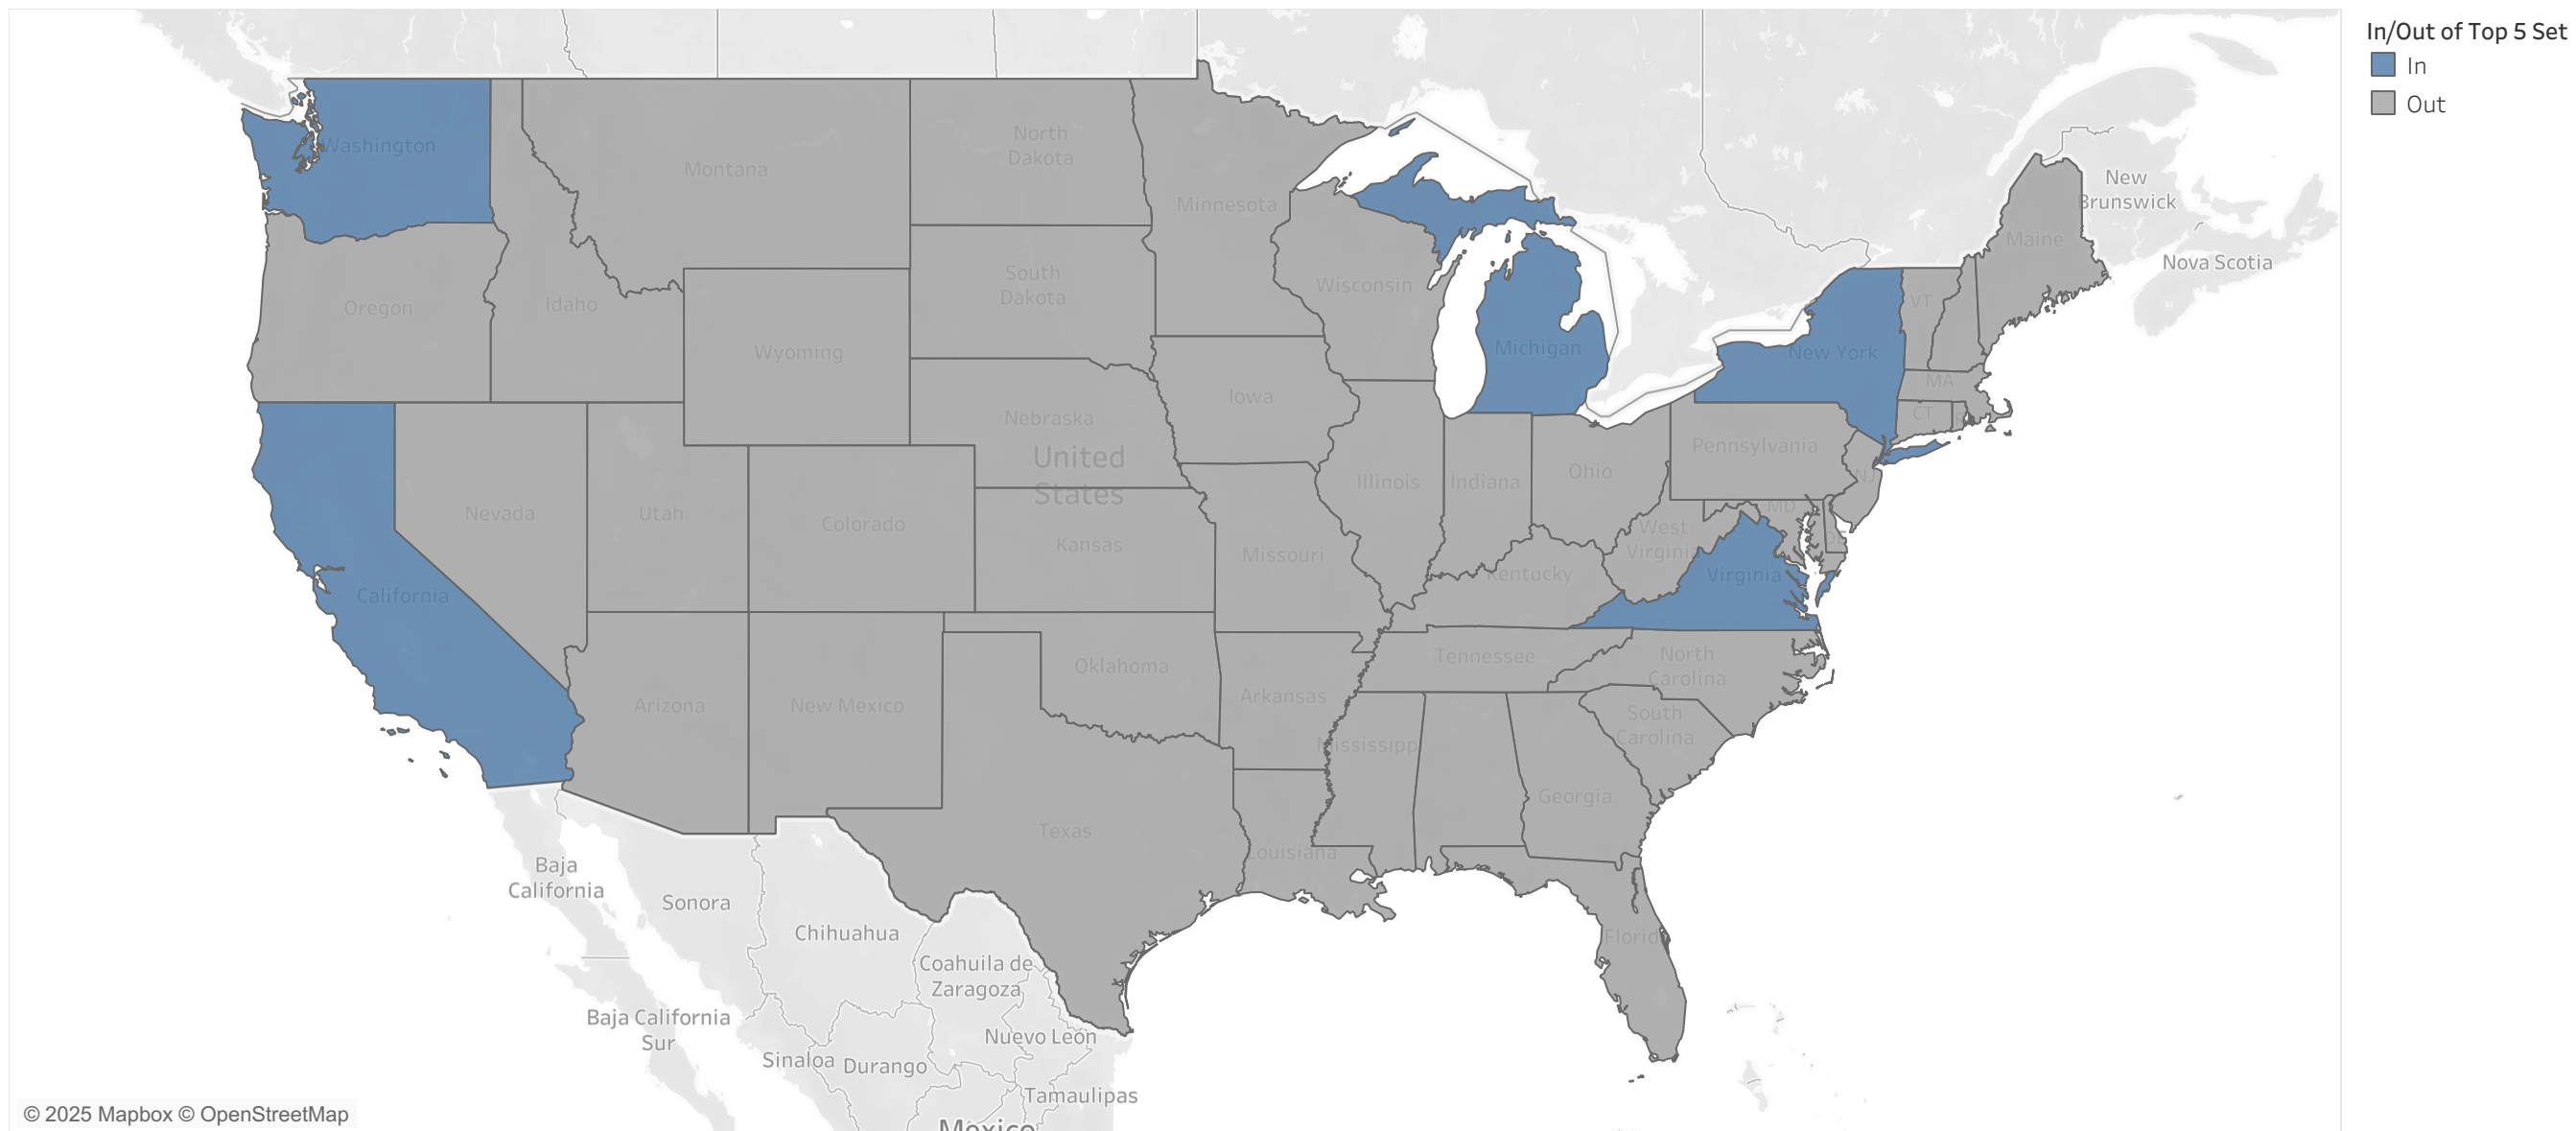 In/Out of Top 5 Set
In
Out
Washington
Montana
North
Dakota
Minnesota
New
Brunswick
Maine
Nova Scotia
Oregon
Idaho
South
Dakota
Wisconsin
VT
Wyoming
Michigan
New York
MA
Iowa
CT
Nebraska
Pennsylvania
United
States
Ohio
NJ
Illinois
Indiana
Nevada
Utah
Colorado
MD
West
Virginia
DE
Kansas
Missouri
Kentucky
Virginia
California
Oklahoma
Tennessee
North
Carolina
Arkansas
Arizona
New Mexico
South
Carolina
Mississippi
Georgia
Texas
Louisiana
Baja
California
Sonora
Chihuahua
Florida
Coahuila de
Zaragoza
Baja California
Sur
Nuevo León
Sinaloa
Durango
Tamaulipas
Mexico
© 2025 Mapbox © OpenStreetMap